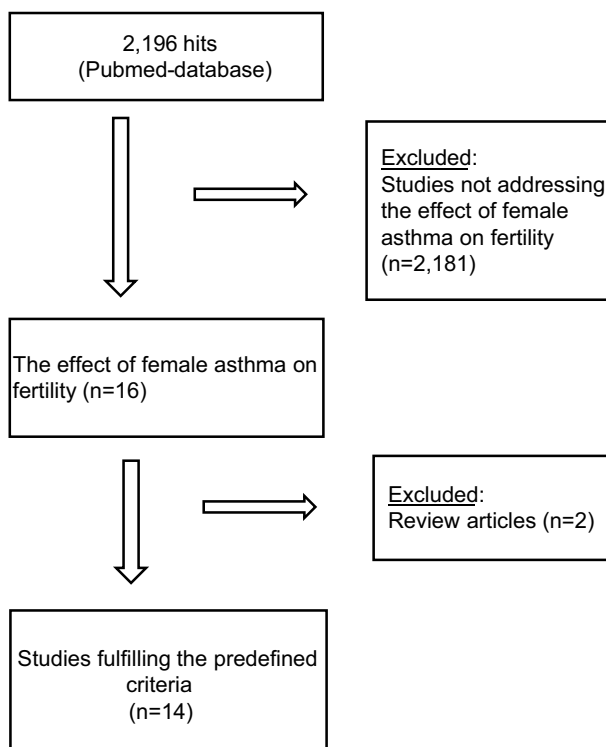 2,196 hits
(Pubmed-database)
Excluded:
Studies not addressing
the effect of female
asthma on fertility
(n=2,181)
The effect of female asthma on
fertility (n=16)
Excluded:
Review articles (n=2)
Studies fulfilling the predefined
criteria
(n=14)